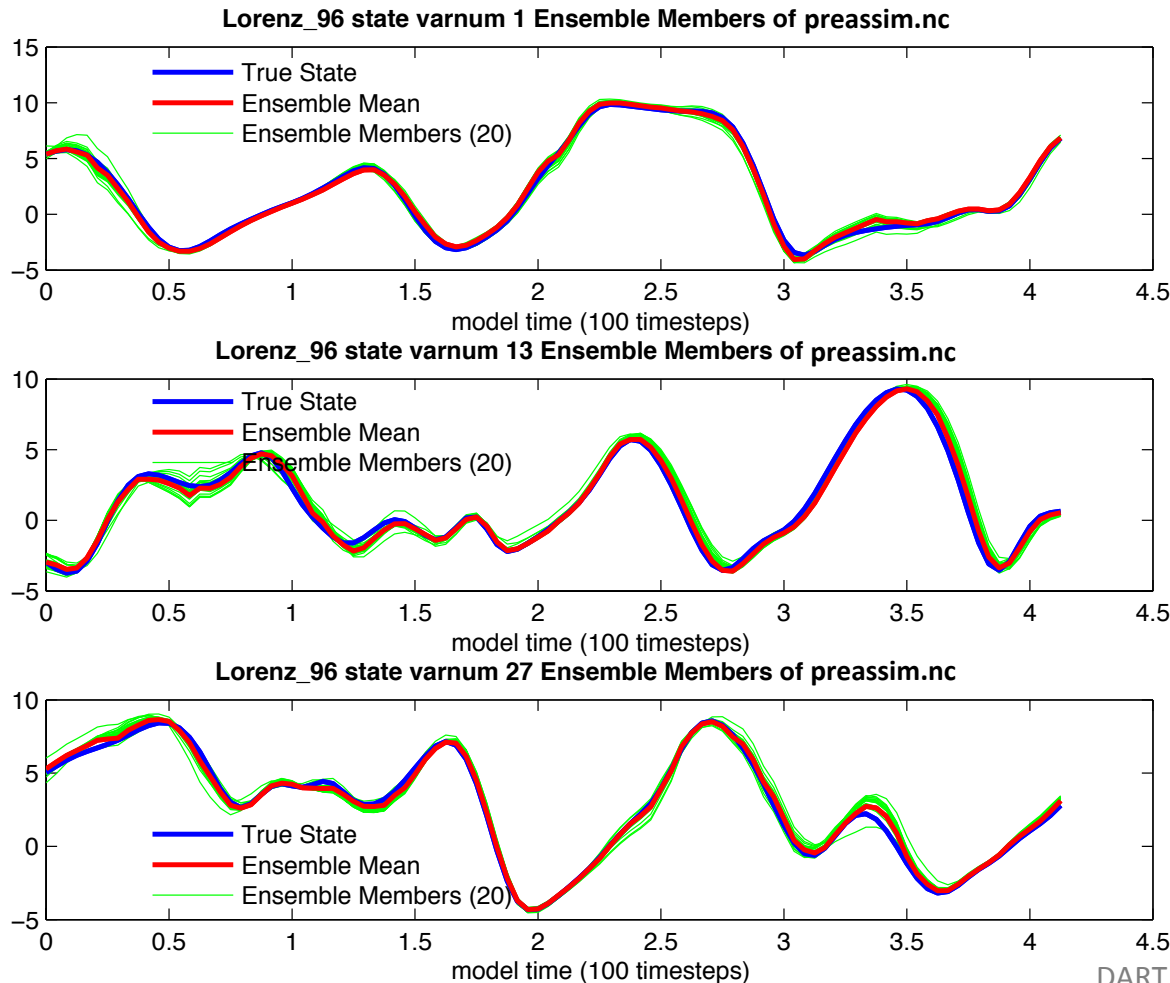 Lorenz_96 state varnum 1 Ensemble Members of preassim.nc
15
10
5
0
−5
True State
Ensemble Mean
Ensemble Members (20)
0 0.5 1 1.5 2 2.5 3 3.5 4 4.5
model time (100 timesteps)
Lorenz_96 state varnum 13 Ensemble Members of preassim.nc
10
5
0
−5
True State
Ensemble Mean
Ensemble Members (20)
0 0.5 1 1.5 2 2.5 3 3.5 4 4.5
model time (100 timesteps)
Lorenz_96 state varnum 27 Ensemble Members of preassim.nc
10
5
0
−5
True State
Ensemble Mean
Ensemble Members (20)
0 0.5 1 1.5 2 2.5 3 3.5 4 4.5
model time (100 timesteps)
DART